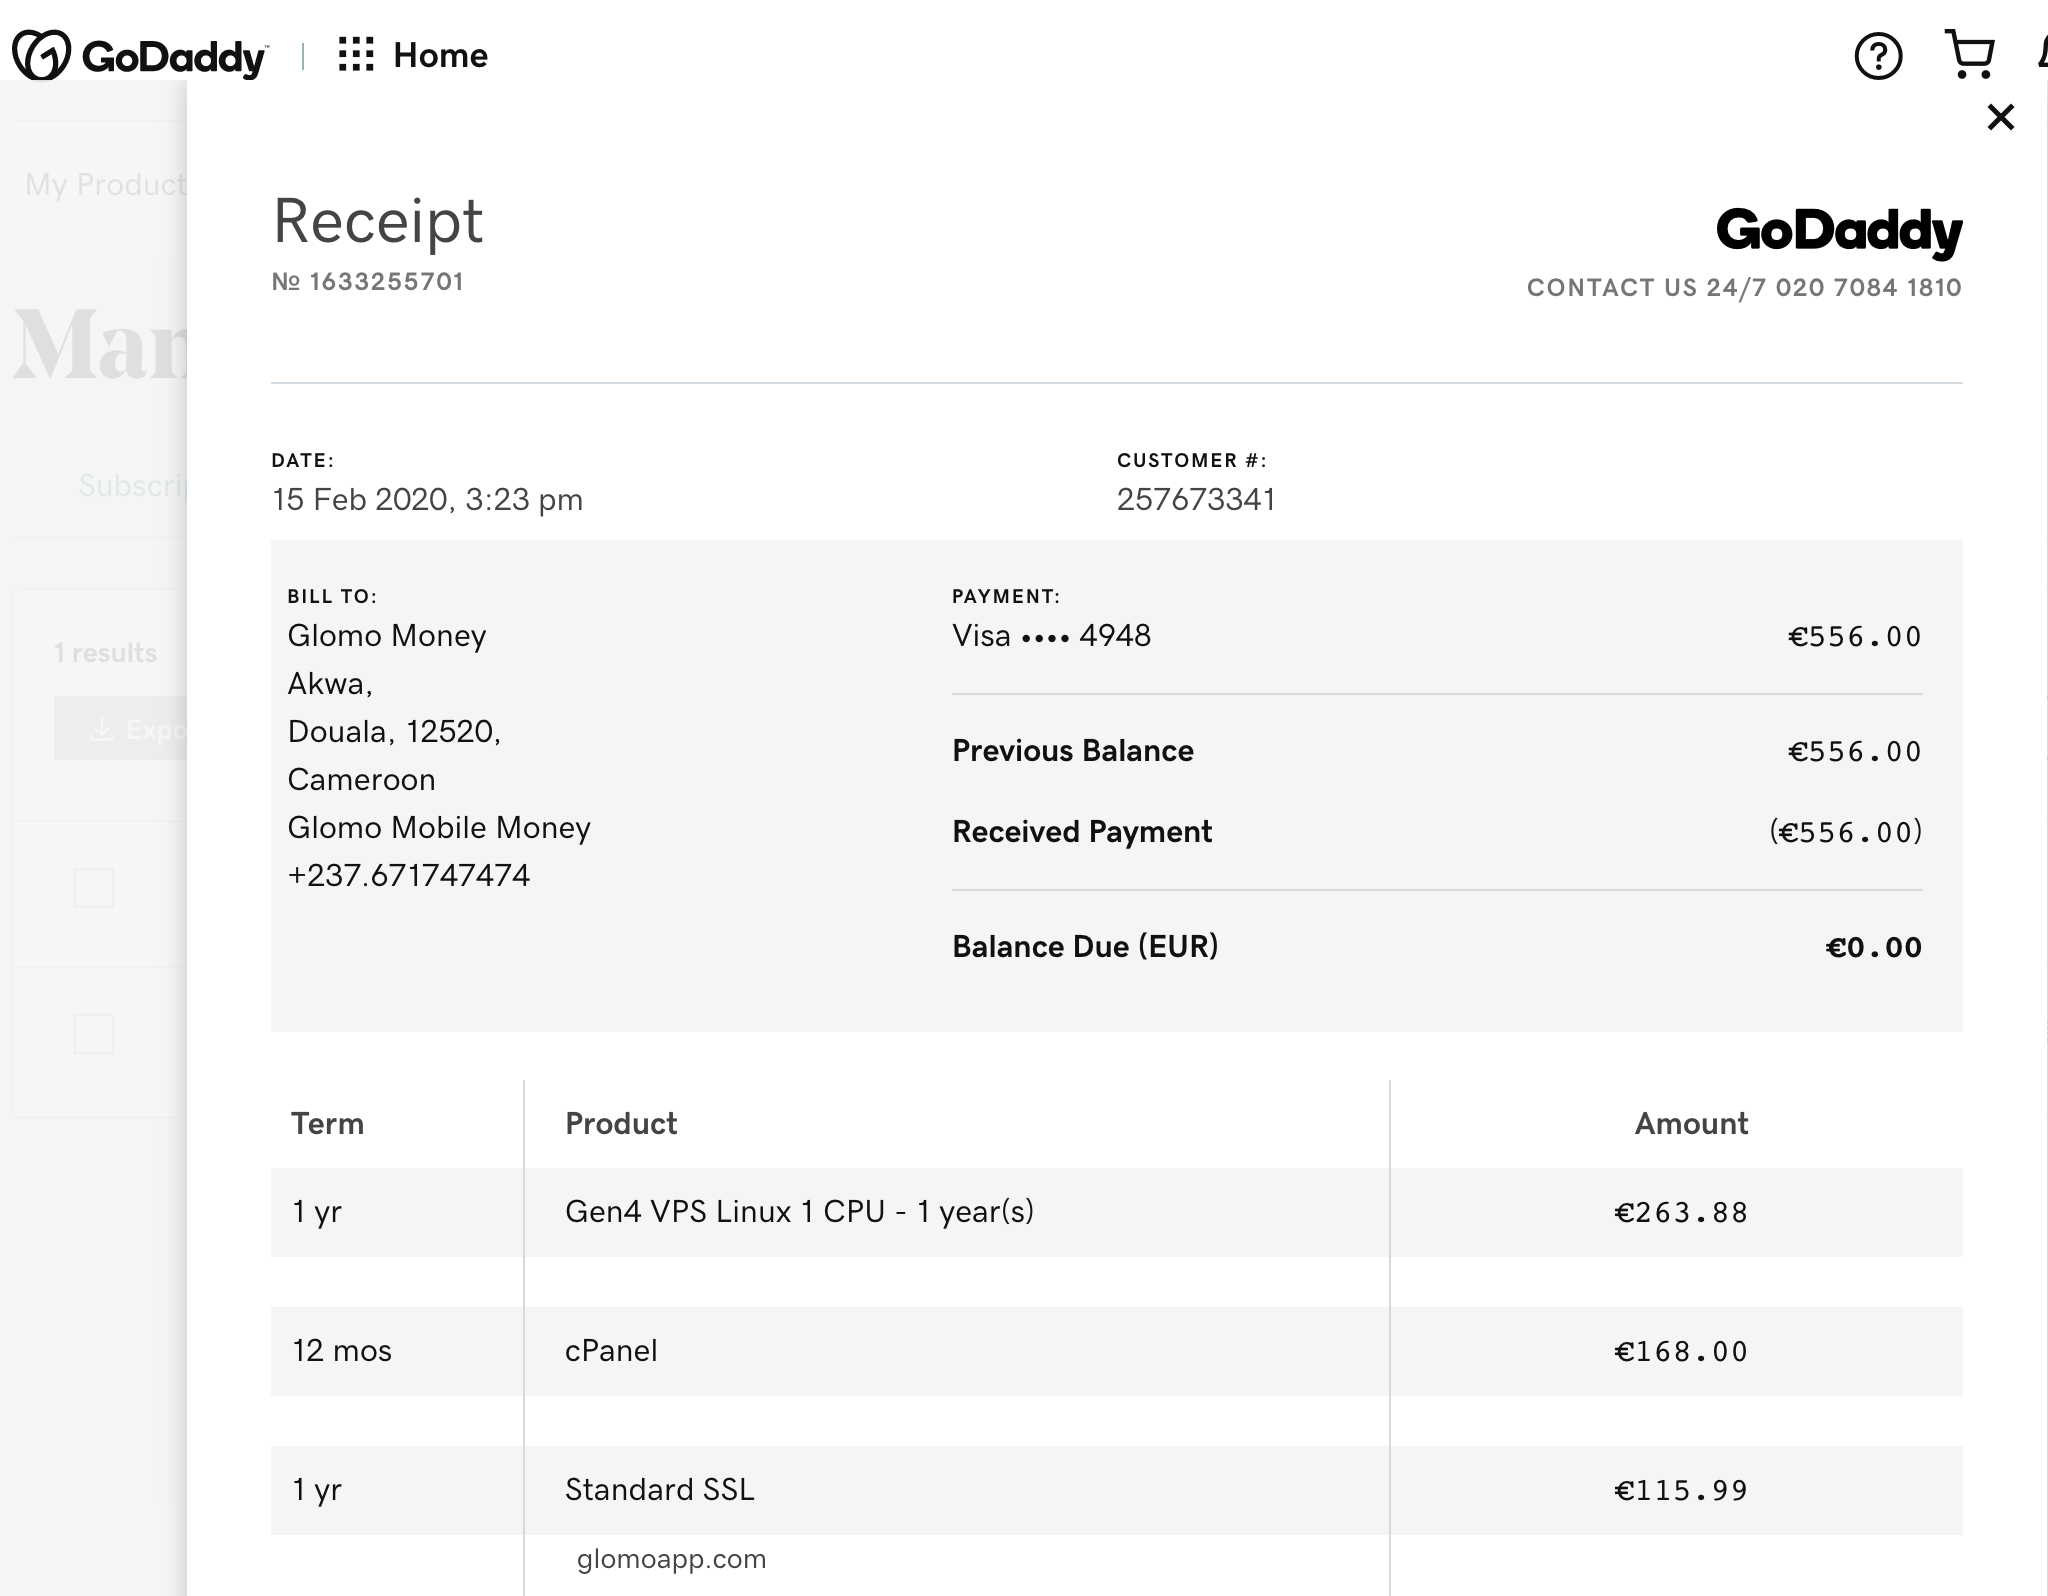 GoDaddy™ Home
My Product
Man
Subscrip
1 results
Expo
Receipt
№ 1633255701
GoDaddy
CONTACT US 24/7 020 7084 1810
DATE:
15 Feb 2020, 3:23 pm
CUSTOMER #:
257673341
BILL TO:
Glomo Money
Akwa,
Douala, 12520,
Cameroon
Glomo Mobile Money
+237.671747474
PAYMENT:
Visa •••• 4948 €556.00
Previous Balance €556.00
Received Payment (€556.00)
Balance Due (EUR) €0.00
Term Product Amount
1 yr Gen4 VPS Linux 1 CPU - 1 year(s) €263.88
12 mos cPanel €168.00
1 yr Standard SSL €115.99
glomoapp.com